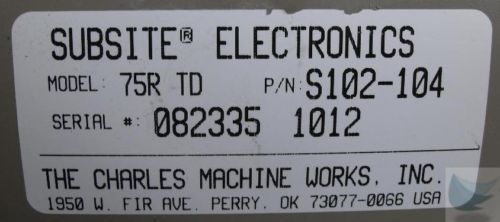 SUBSITE® ELECTRONICS
MODEL: 75R TD P/N: S102-104
SERIAL #: 082335 1012
THE CHARLES MACHINE WORKS, INC.
1950 W. FIR AVE. PERRY, OK 73077-0066 USA